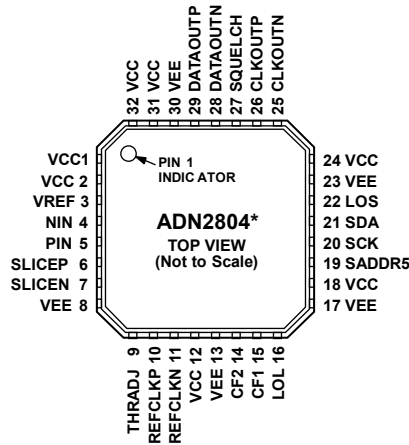 32 VCC
31 VCC
30 VEE
29 DATAOUTP
28 DATAOUTN
27 SQUELCH
26 CLKOUTP
25 CLKOUTN
VCC1
VCC 2
VREF 3
NIN 4
PIN 5
SLICEP 6
SLICEN 7
VEE 8
PIN 1
INDIC ATOR
ADN2804*
TOP VIEW
(Not to Scale)
24 VCC
23 VEE
22 LOS
21 SDA
20 SCK
19 SADDR5
18 VCC
17 VEE
THRADJ 9
REFCLKP 10
REFCLKN 11
VCC 12
VEE 13
CF2 14
CF1 15
LOL 16